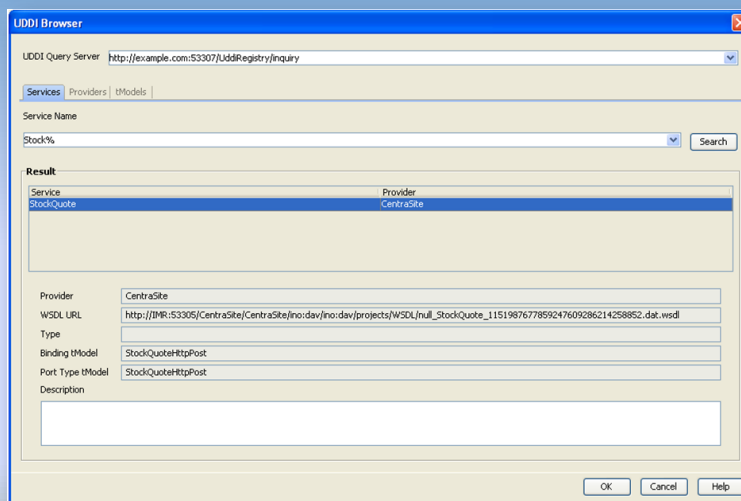 UDDI Browser
UDDI Query Server http://example.com:53307/UddiRegistry/inquiry
Services Providers tModels
Service Name
Stock% Search
Result
Service Provider
StockQuote CentraSite
Provider CentraSite
WSDL URL http://IMR:53305/CentraSite/CentraSite/ino:dav/ino:dav/projects/WSDL/null_StockQuote_1151987677859247609286214258852.dat.wsdl
Type
Binding tModel StockQuoteHttpPost
Port Type tModel StockQuoteHttpPost
Description
OK Cancel Help